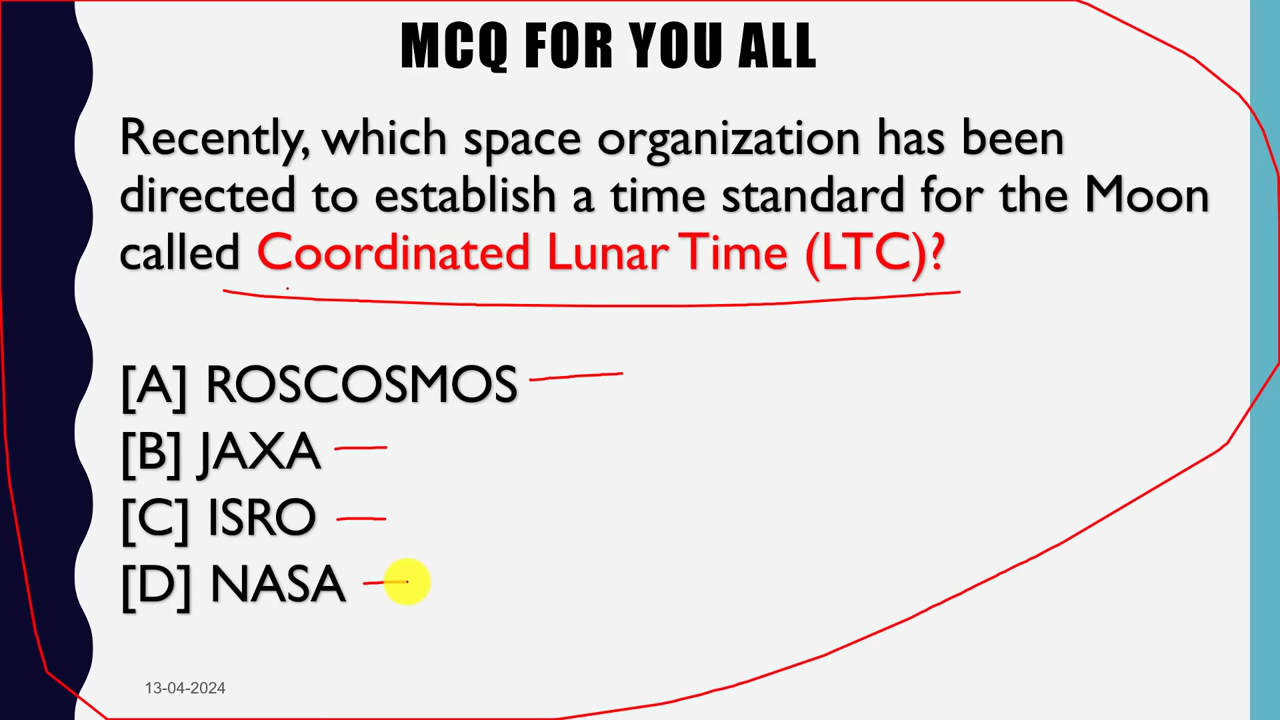 MCQ FOR YOU ALL
Recently, which space organization has been
directed to establish a time standard for the Moon
called Coordinated Lunar Time (LTC)?
[A] ROSCOSMOS
[B] JAXA
[C] ISRO
[D] NASA
13-04-2024